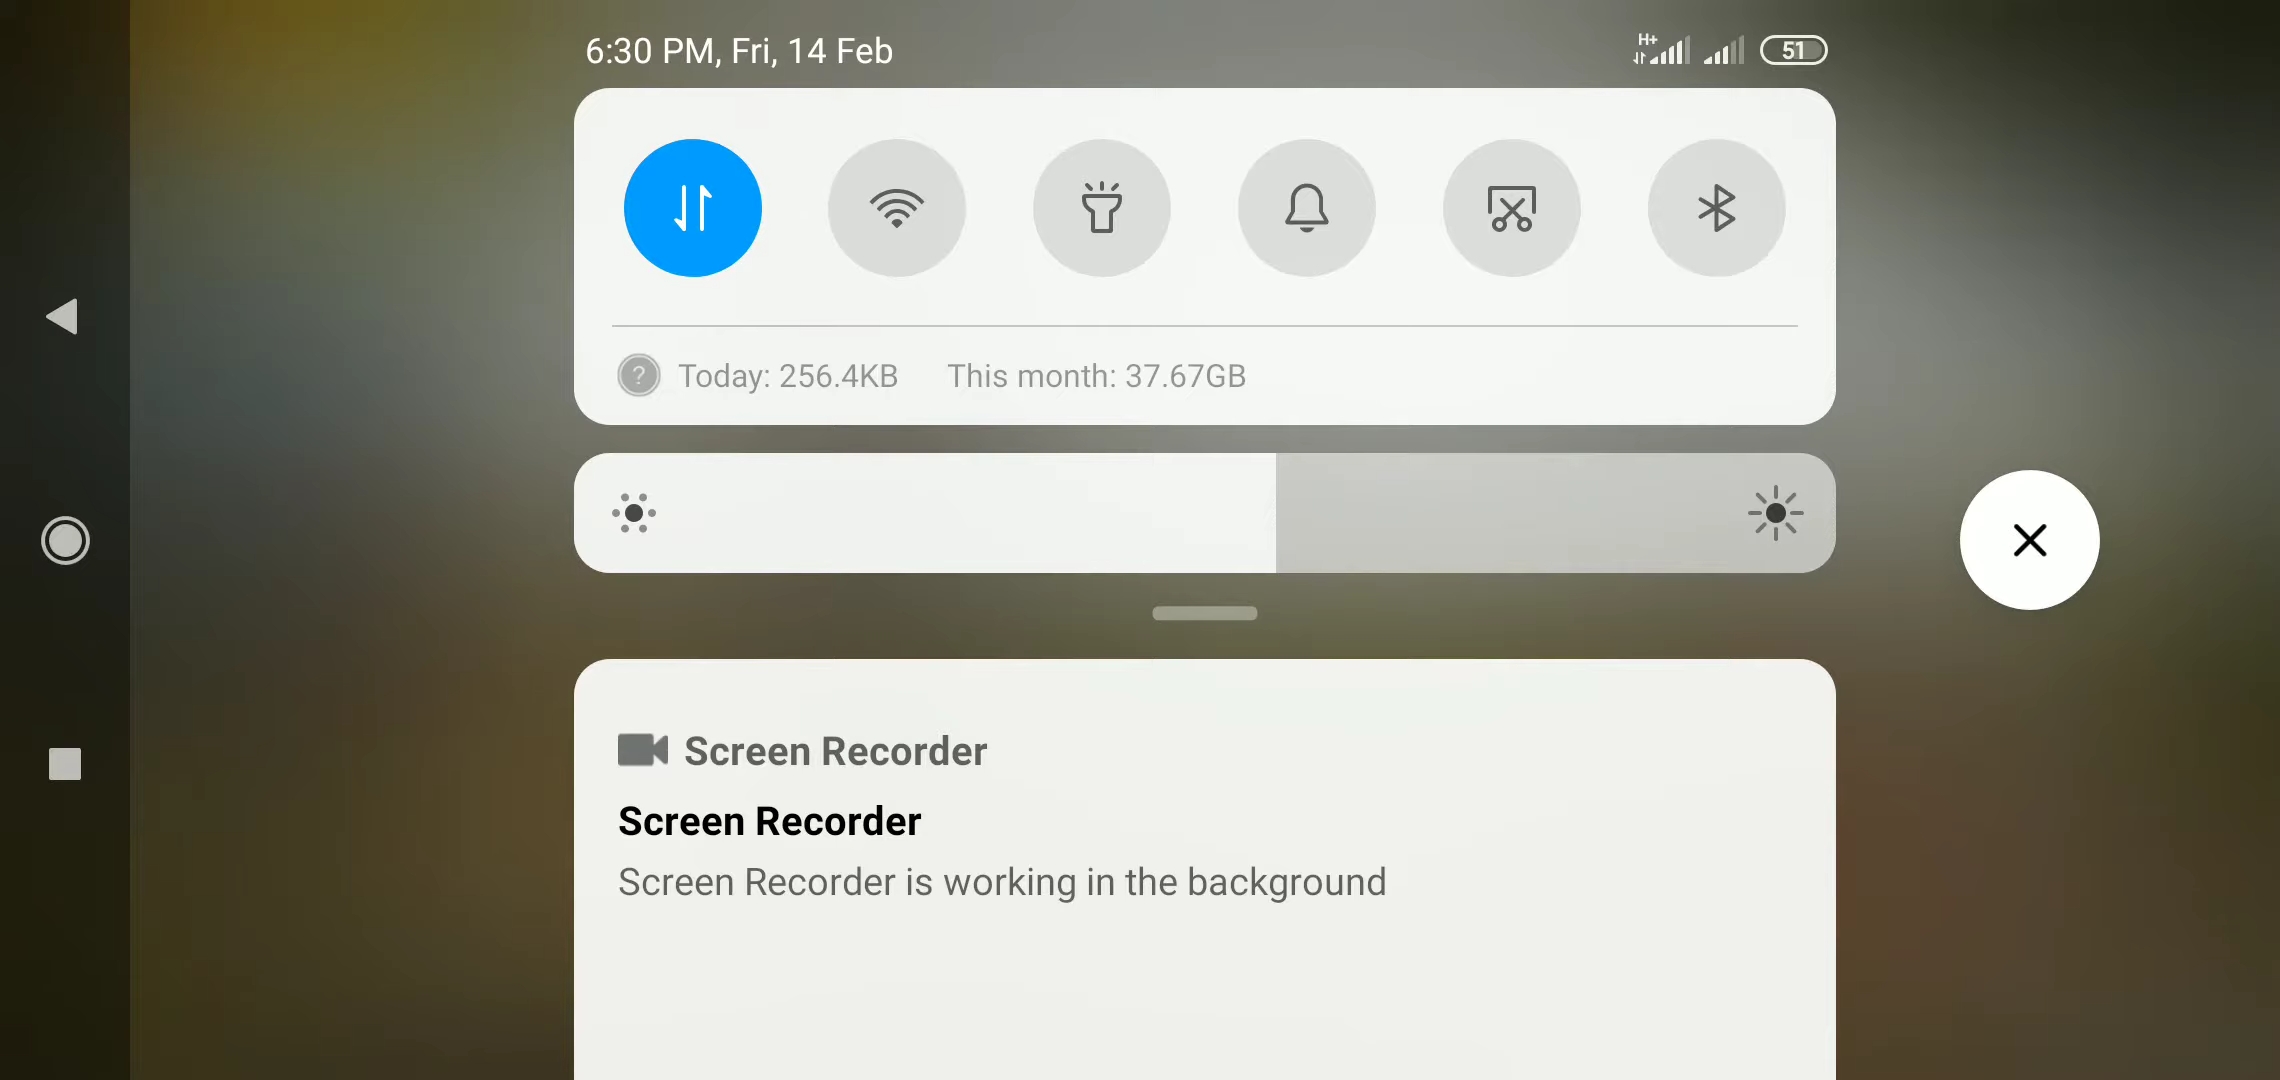 6:30 PM, Fri, 14 Feb
H+
51
? Today: 256.4KB This month: 37.67GB
Screen Recorder
Screen Recorder
Screen Recorder is working in the background